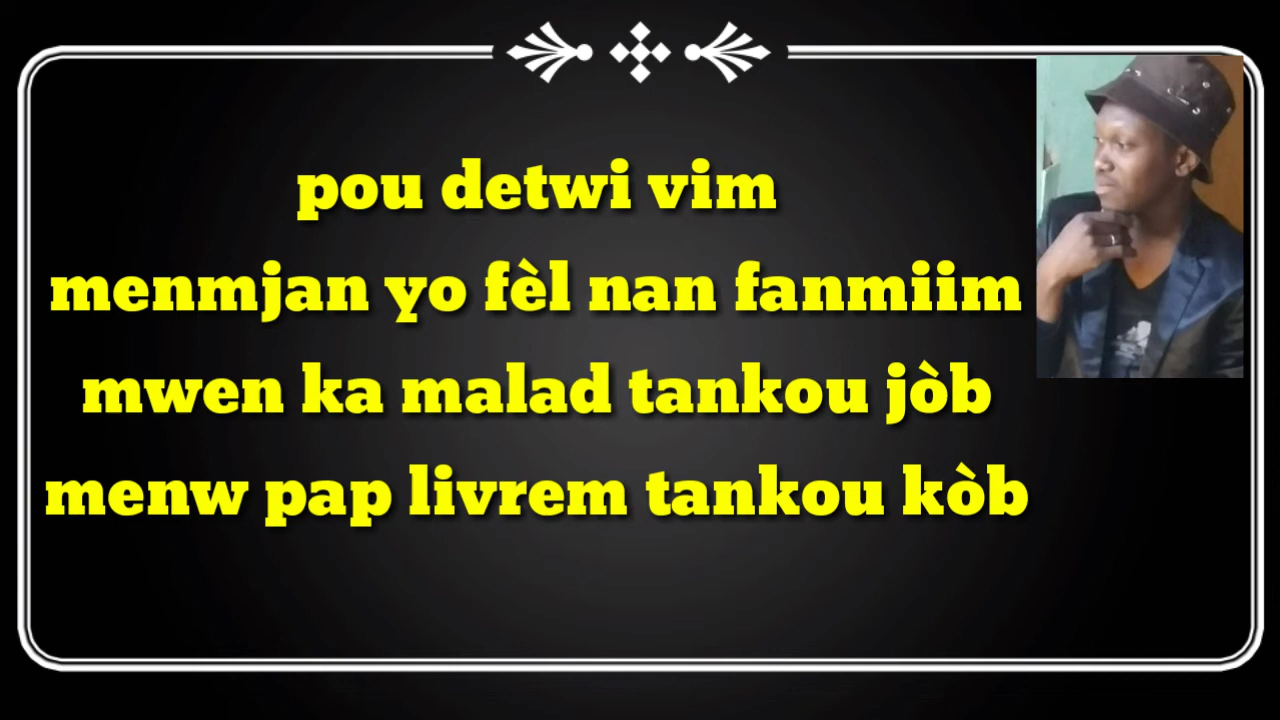 pou detwi vim
menmjan yo fèl nan fanmiim
mwen ka malad tankou jòb
menw pap livrem tankou kòb